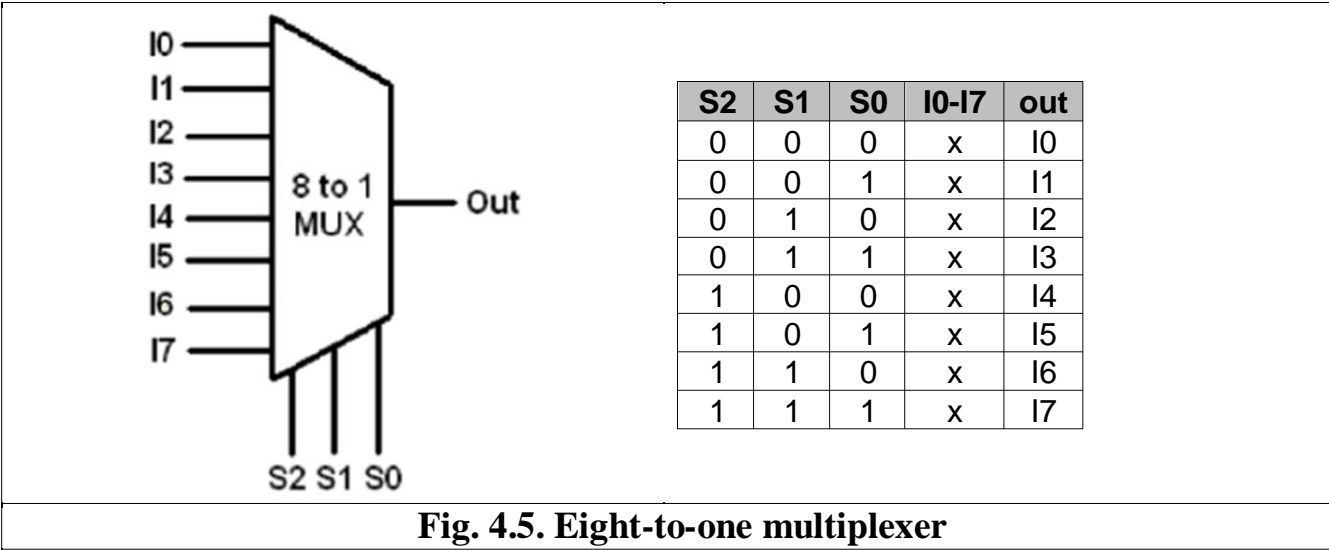 I0
I1
I2
I3
I4
I5
I6
I7
8 to 1
MUX
Out
S2 S1 S0
S2 S1 S0 I0-I7 out
0 0 0 x I0
0 0 1 x I1
0 1 0 x I2
0 1 1 x I3
1 0 0 x I4
1 0 1 x I5
1 1 0 x I6
1 1 1 x I7
Fig. 4.5. Eight-to-one multiplexer